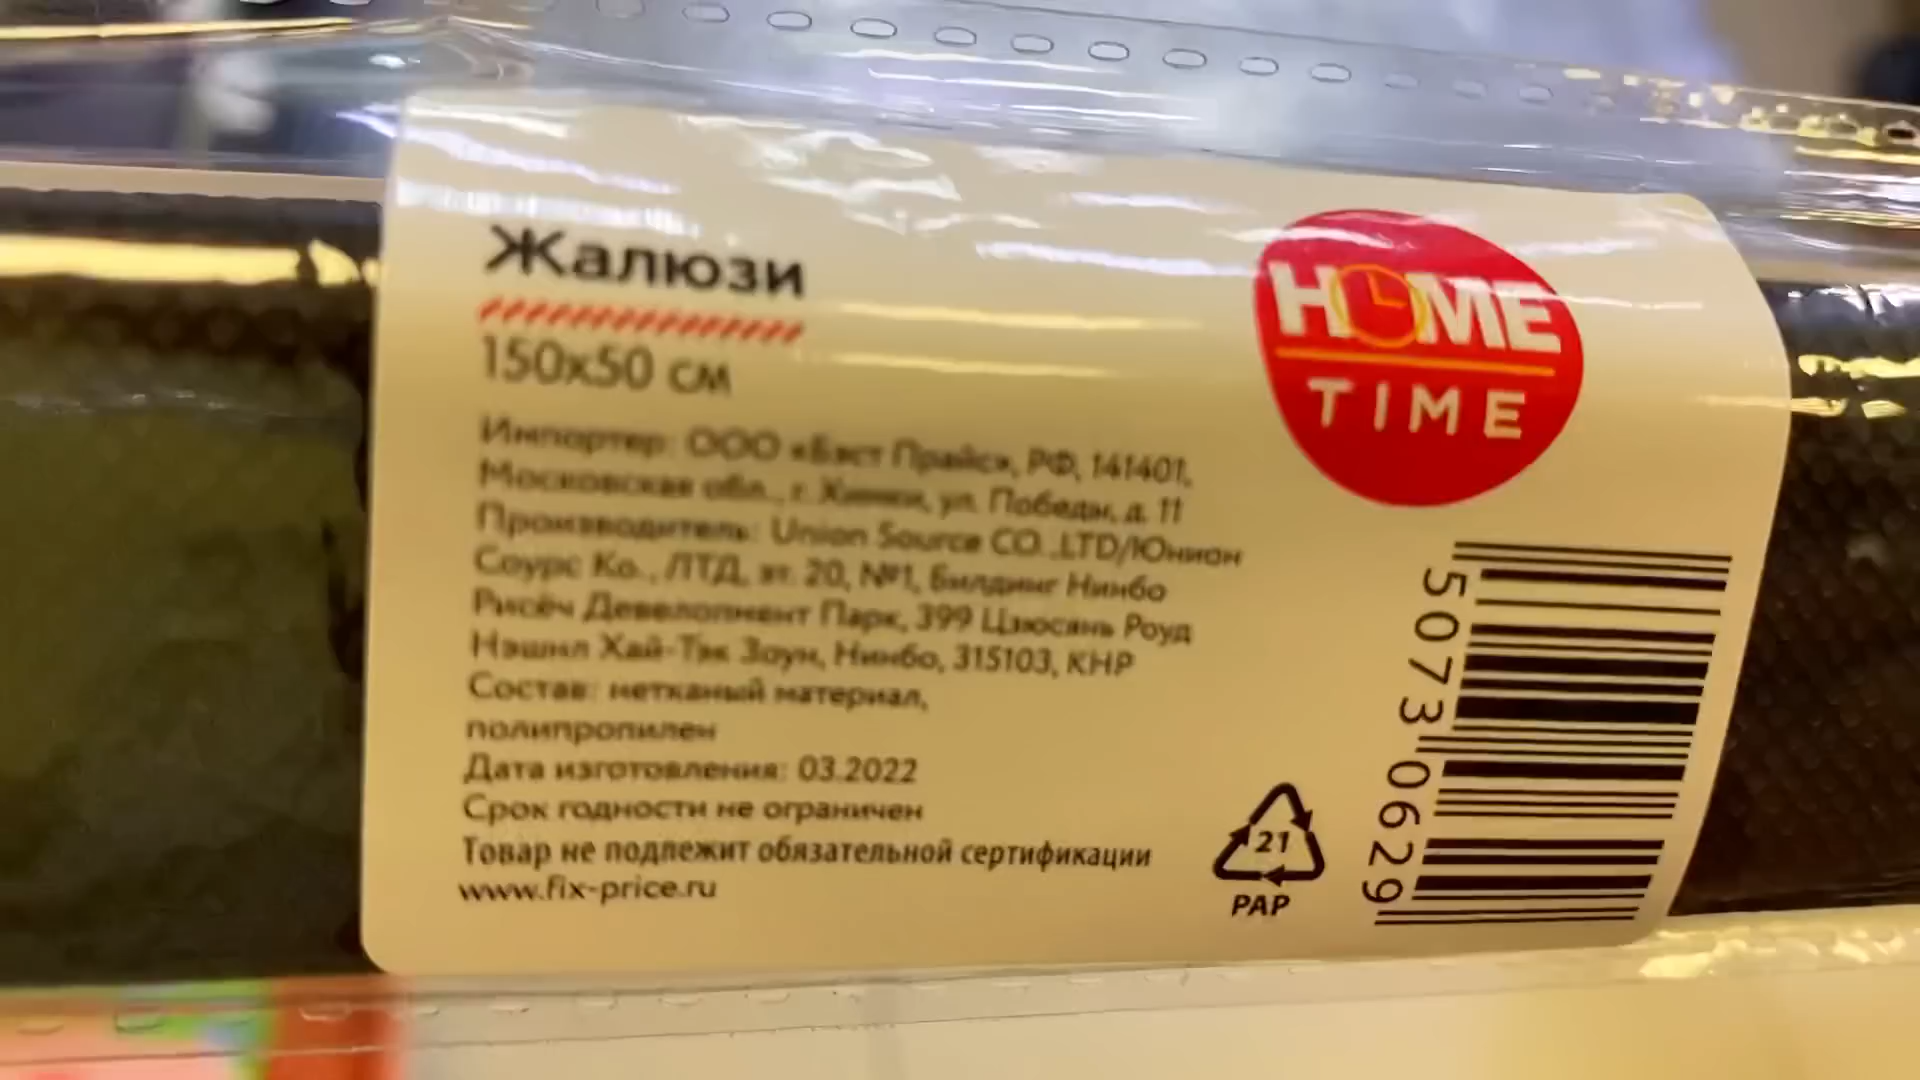 Жалюзи
150х50 см
Импортер: ООО «Бэст Прайс», РФ, 141401,
Московская обл., г. Химки, ул. Победы, д. 11
Производитель: Union Source CO.,LTD/Юнион
Соурс Ко., ЛТД, эт. 20, №1, Билдинг Нинбо
Рисёч Девелопмент Парк, 399 Цзюсянь Роуд
Нэшнл Хай-Тэк Зоун, Нинбо, 315103, КНР
Состав: нетканый материал,
полипропилен
Дата изготовления: 03.2022
Срок годности не ограничен
Товар не подлежит обязательной сертификации
www.fix-price.ru
HOME
TIME
21
PAP
5073 0629